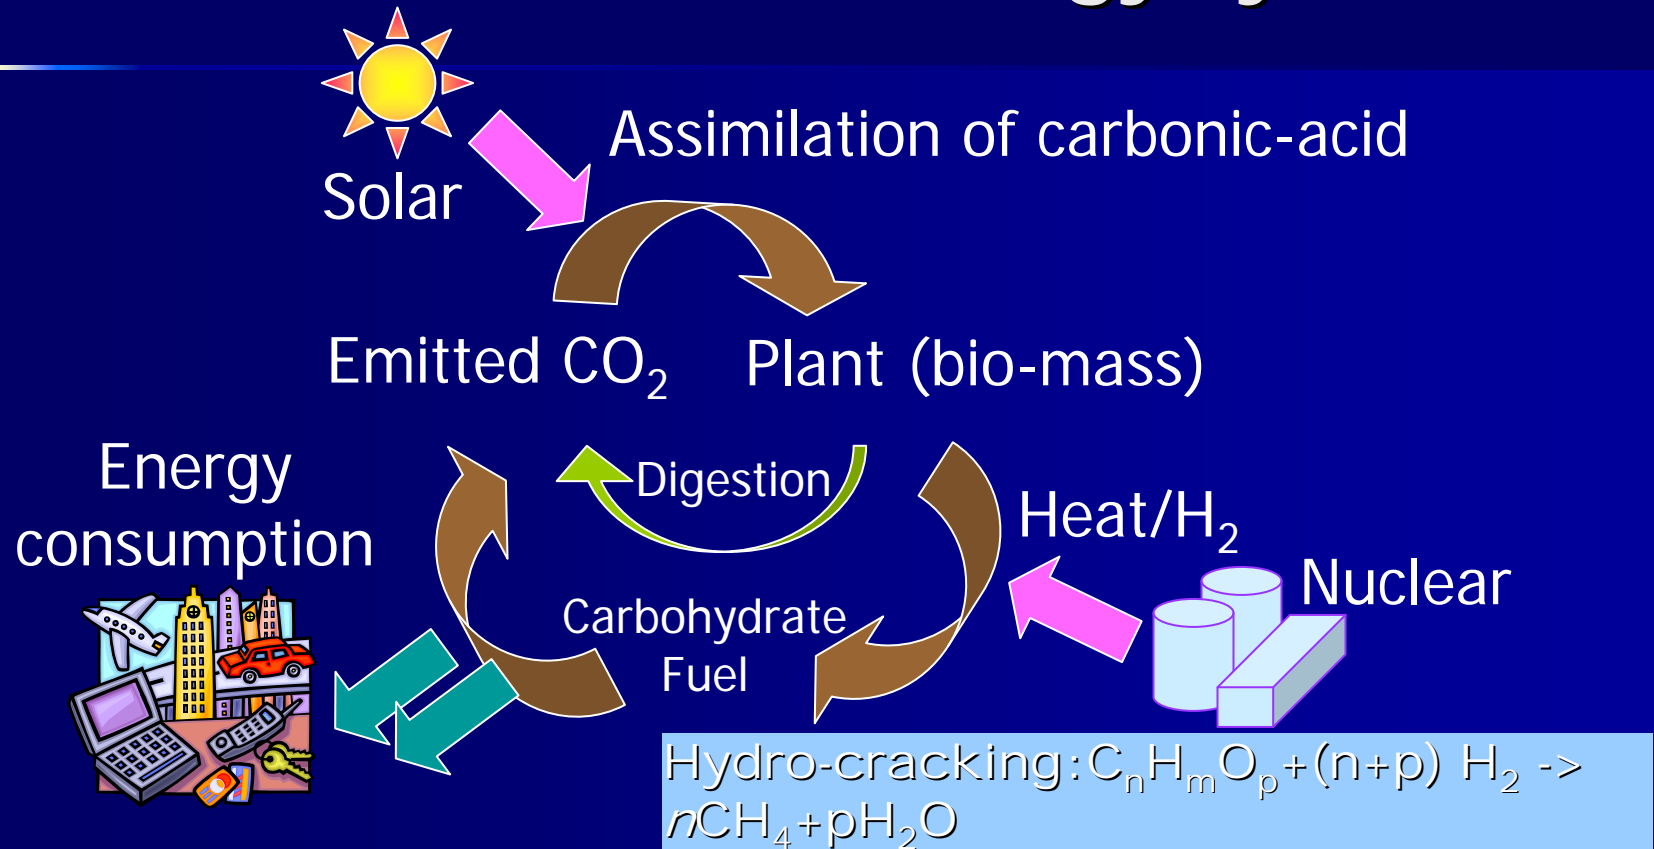 Assimilation of carbonic-acid
Solar
Emitted CO₂
Plant (bio-mass)
Energy
consumption
Digestion
Heat/H₂
Nuclear
Carbohydrate
Fuel
Hydro-cracking:CₙHₘOₚ+(n+p) H₂ ->
nCH₄+pH₂O